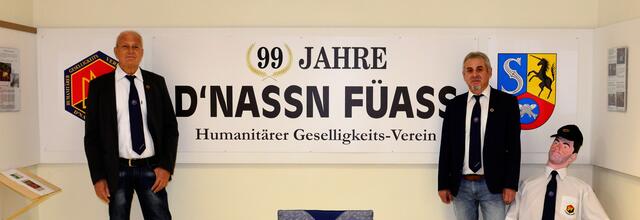 99 JAHRE
D'NASSN FÜASS
Humanitärer Geselligkeits-Verein